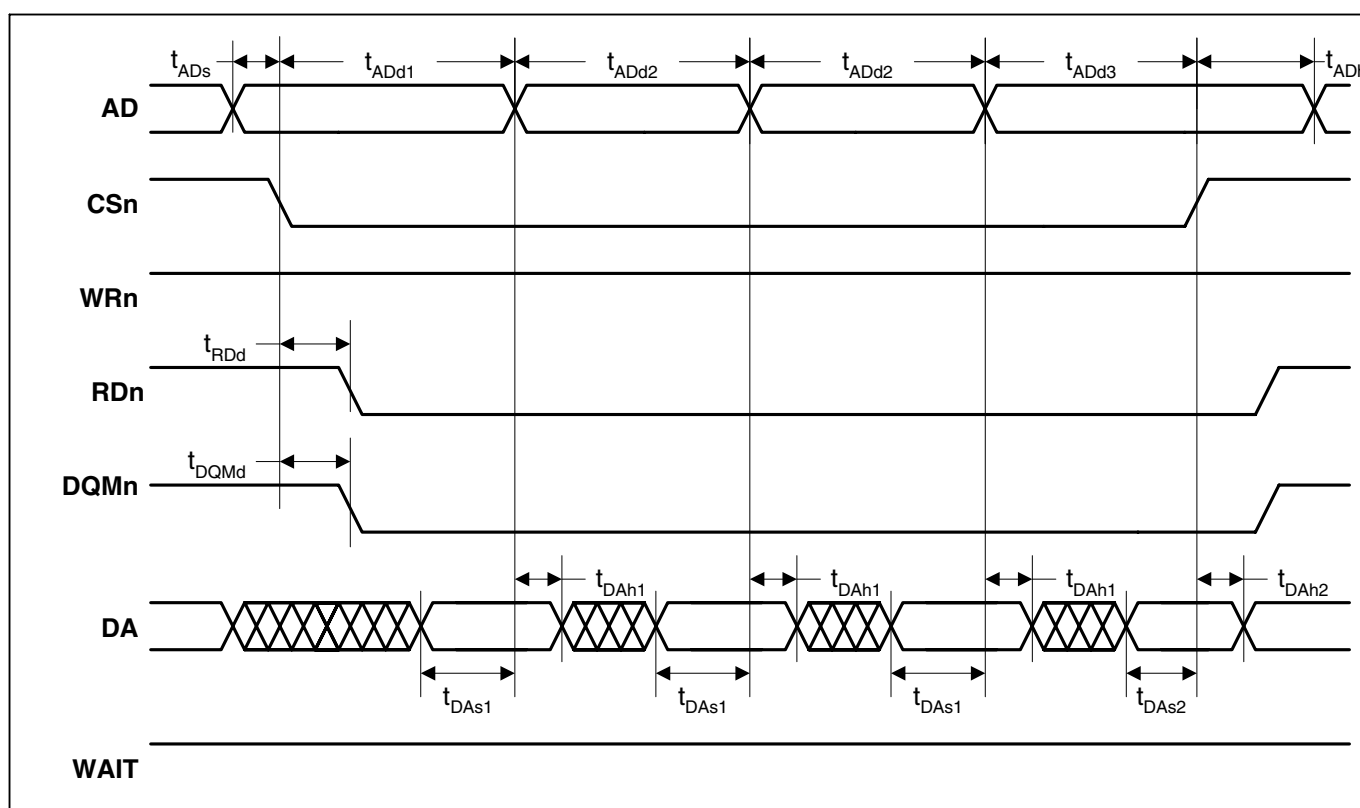 tADs tADd1 tADd2 tADd2 tADd3 tADh
AD
CSn
WRn
tRDd
RDn
tDQMd
DQMn
tDAh1 tDAh1 tDAh1 tDAh2
DA
tDAs1 tDAs1 tDAs1 tDAs2
WAIT